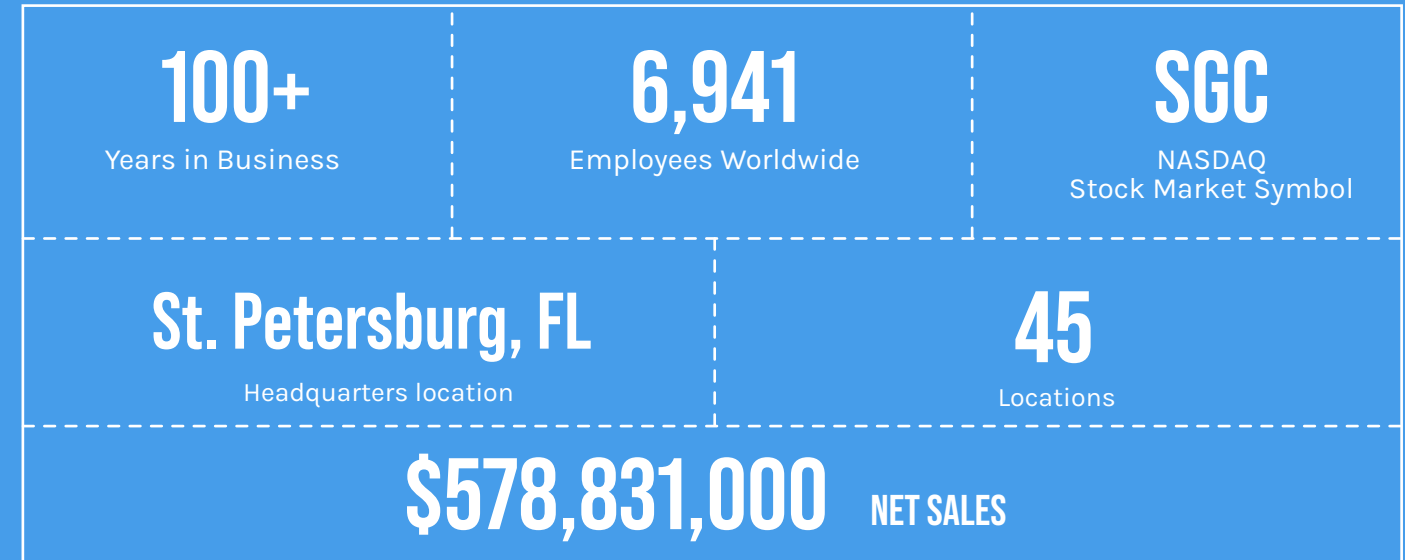 100+
Years in Business
6,941
Employees Worldwide
SGC
NASDAQ
Stock Market Symbol
St. Petersburg, FL
Headquarters location
45
Locations
$578,831,000 NET SALES